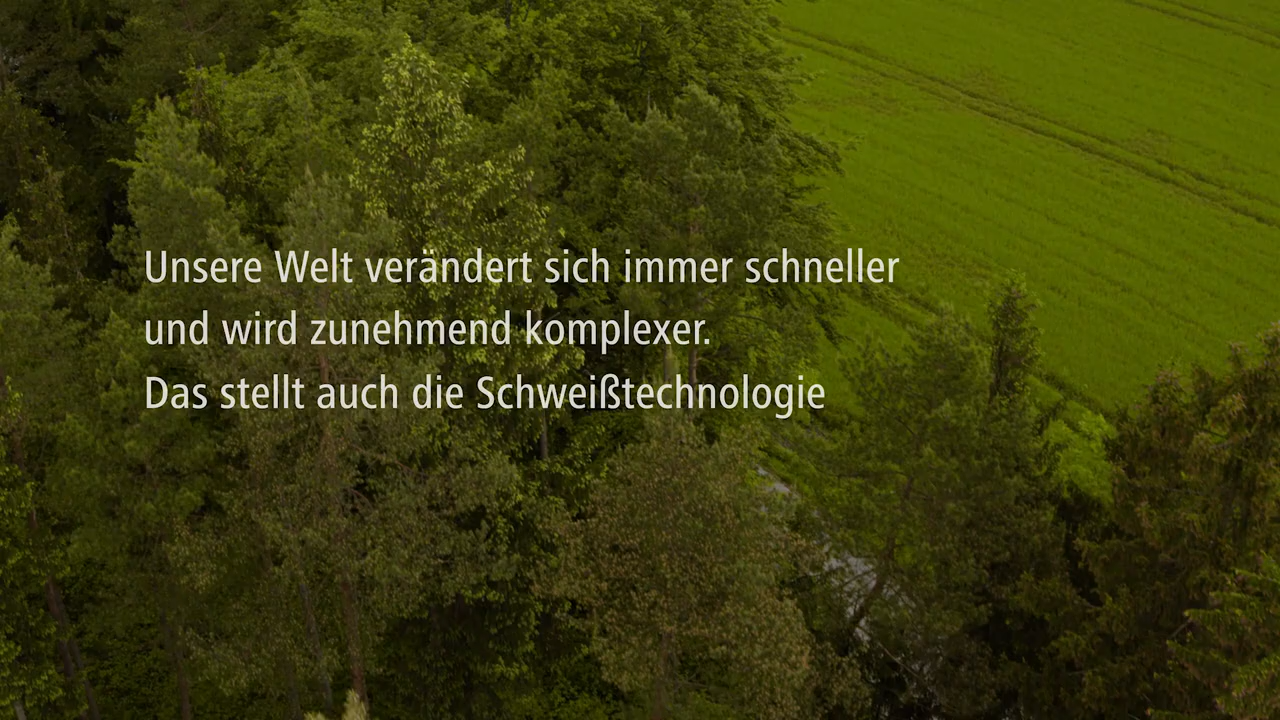 Unsere Welt verändert sich immer schneller
und wird zunehmend komplexer.
Das stellt auch die Schweißtechnologie